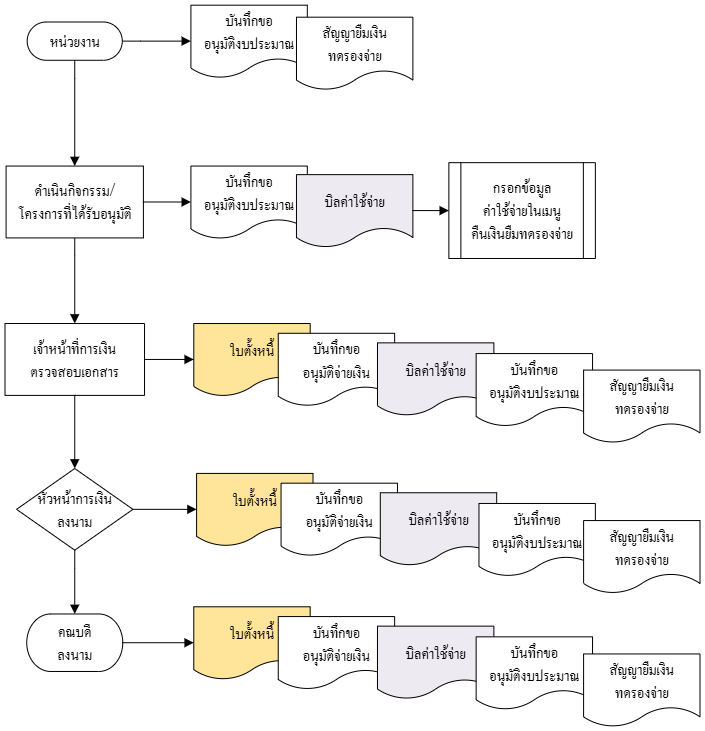 หน่วยงาน
บันทึกขอ
อนุมัติงบประมาณ
สัญญายืมเงิน
ทดรองจ่าย
ดำเนินกิจกรรม/
โครงการที่ได้รับอนุมัติ
บันทึกขอ
อนุมัติงบประมาณ
บิลค่าใช้จ่าย
กรอกข้อมูล
ค่าใช้จ่ายในเมนู
คืนเงินยืมทดรองจ่าย
เจ้าหน้าที่การเงิน
ตรวจสอบเอกสาร
ใบตั้งหนี้
บันทึกขอ
อนุมัติจ่ายเงิน
บิลค่าใช้จ่าย
บันทึกขอ
อนุมัติงบประมาณ
สัญญายืมเงิน
ทดรองจ่าย
หัวหน้าการเงิน
ลงนาม
ใบตั้งหนี้
บันทึกขอ
อนุมัติจ่ายเงิน
บิลค่าใช้จ่าย
บันทึกขอ
อนุมัติงบประมาณ
สัญญายืมเงิน
ทดรองจ่าย
คณบดี
ลงนาม
ใบตั้งหนี้
บันทึกขอ
อนุมัติจ่ายเงิน
บิลค่าใช้จ่าย
บันทึกขอ
อนุมัติงบประมาณ
สัญญายืมเงิน
ทดรองจ่าย